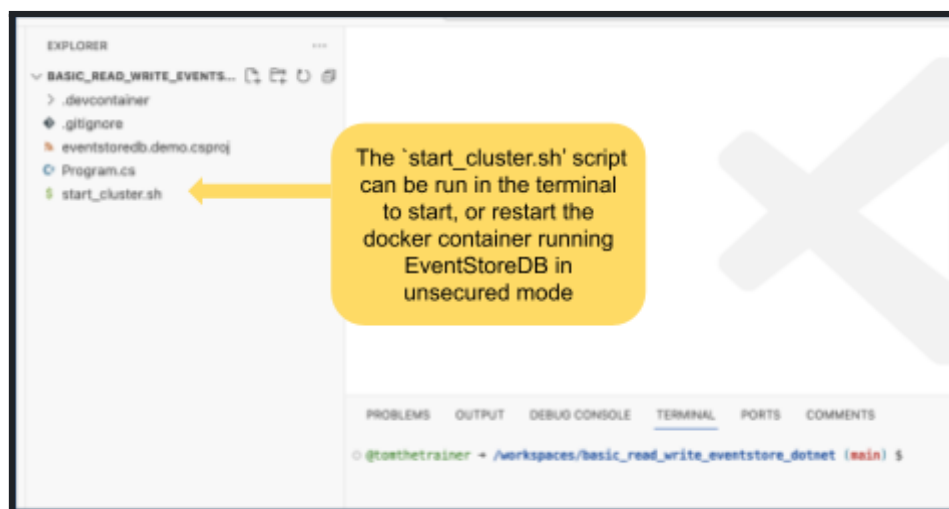 EXPLORER
BASIC_READ_WRITE_EVENTS...
.devcontainer
.gitignore
eventstoredb.demo.csproj
Program.cs
$ start_cluster.sh
The `start_cluster.sh' script
can be run in the terminal
to start, or restart the
docker container running
EventStoreDB in
unsecured mode
PROBLEMS OUTPUT DEBUG CONSOLE TERMINAL PORTS COMMENTS
@tomthetrainer → /workspaces/basic_read_write_eventstore_dotnet (main) $